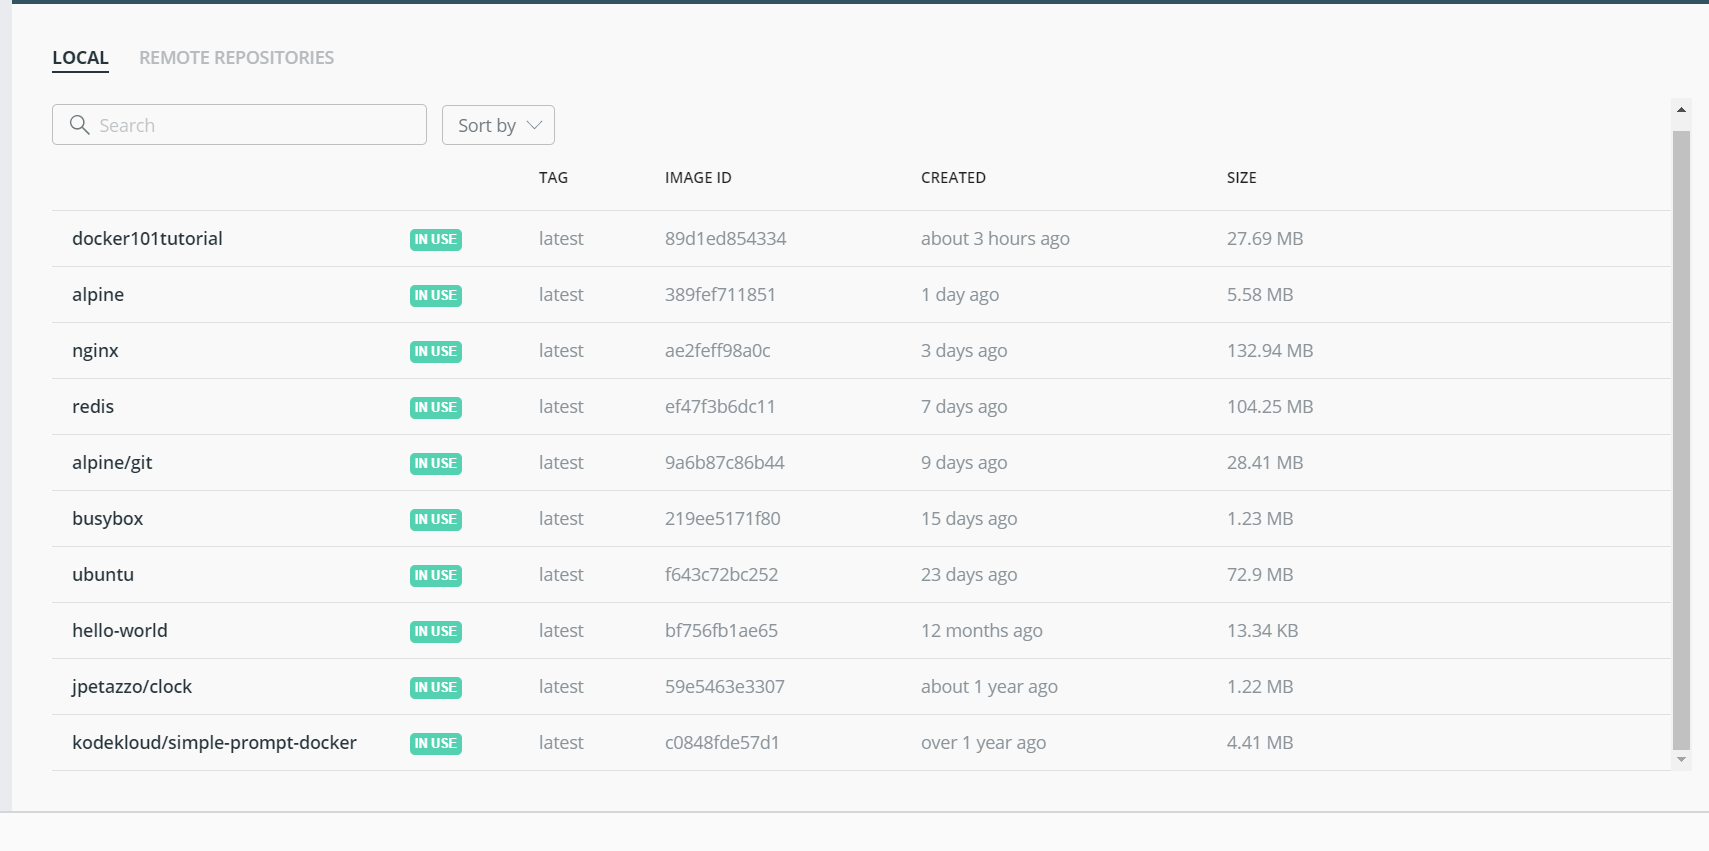 LOCAL REMOTE REPOSITORIES
Search Sort by
TAG IMAGE ID CREATED SIZE
docker101tutorial IN USE latest 89d1ed854334 about 3 hours ago 27.69 MB
alpine IN USE latest 389fef711851 1 day ago 5.58 MB
nginx IN USE latest ae2feff98a0c 3 days ago 132.94 MB
redis IN USE latest ef47f3b6dc11 7 days ago 104.25 MB
alpine/git IN USE latest 9a6b87c86b44 9 days ago 28.41 MB
busybox IN USE latest 219ee5171f80 15 days ago 1.23 MB
ubuntu IN USE latest f643c72bc252 23 days ago 72.9 MB
hello-world IN USE latest bf756fb1ae65 12 months ago 13.34 KB
jpetazzo/clock IN USE latest 59e5463e3307 about 1 year ago 1.22 MB
kodekloud/simple-prompt-docker IN USE latest c0848fde57d1 over 1 year ago 4.41 MB